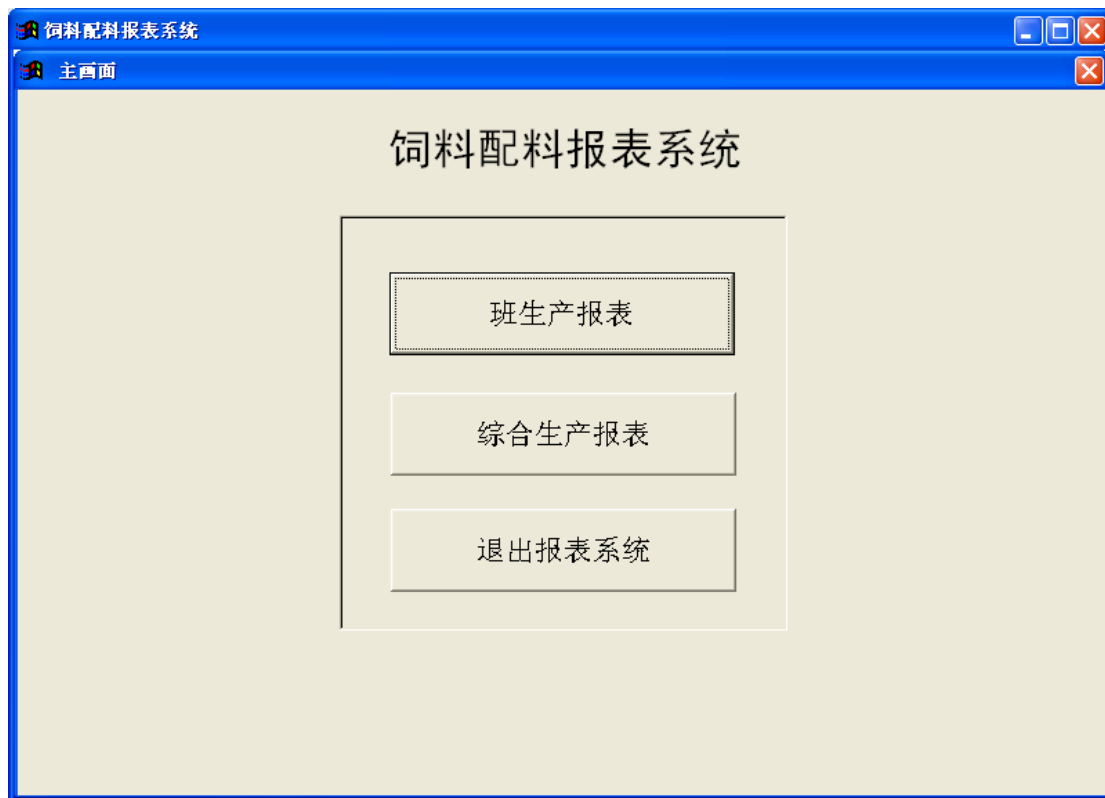 饲料配料报表系统
主画面
饲料配料报表系统
班生产报表
综合生产报表
退出报表系统